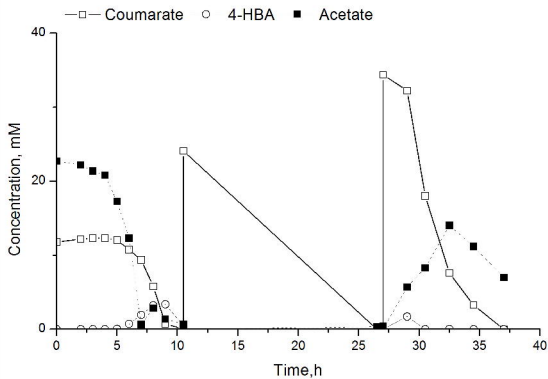 Coumarate 4-HBA Acetate
40
20
0
Concentration, mM
0 5 10 15 20 25 30 35 40
Time,h